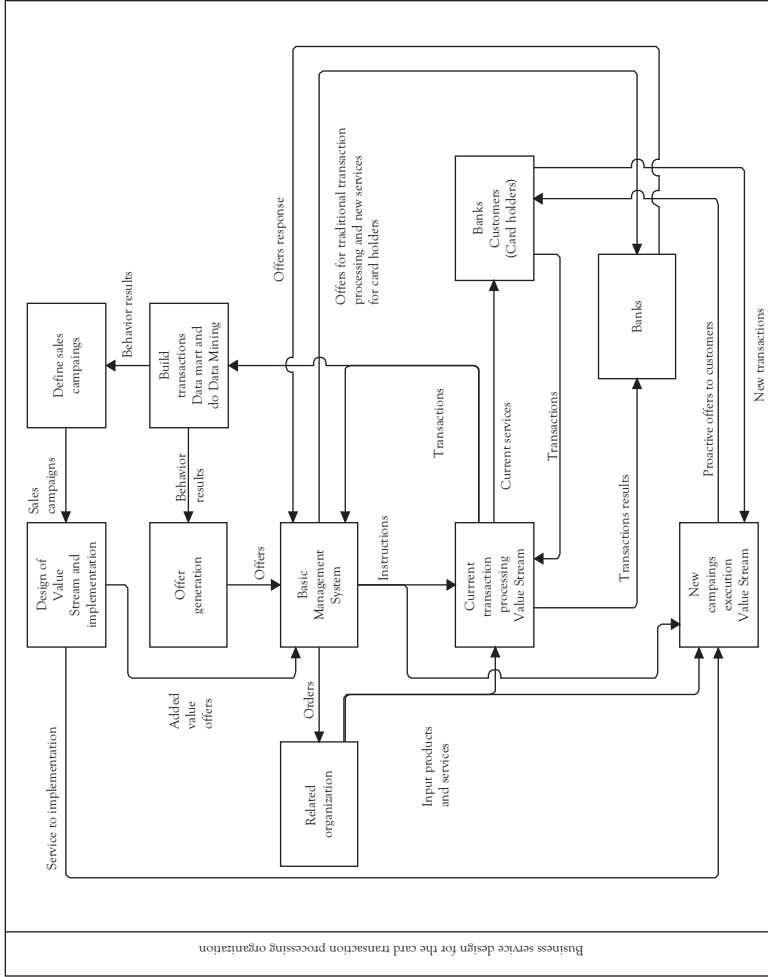 Business service design for the card transaction processing organization
Service to implementation
Design of
Value
Stream and
implementation
Sales
campaigns
Define sales
campaings
Behavior results
Build
transactions
Data mart and
do Data Mining
Behavior
results
Offer
generation
Added
value
offers
Offers
Offers response
Basic
Management
System
Orders
Related
organization
Instructions
Offers for traditional transaction
processing and new services
for card holders
Input products
and services
Transactions
Currrent
transaction
processing
Value Stream
Current services
Banks
Customers
(Card holders)
Transactions
Transactions results
Banks
New
campaings
execution
Value Stream
Proactive offers to customers
New transactions